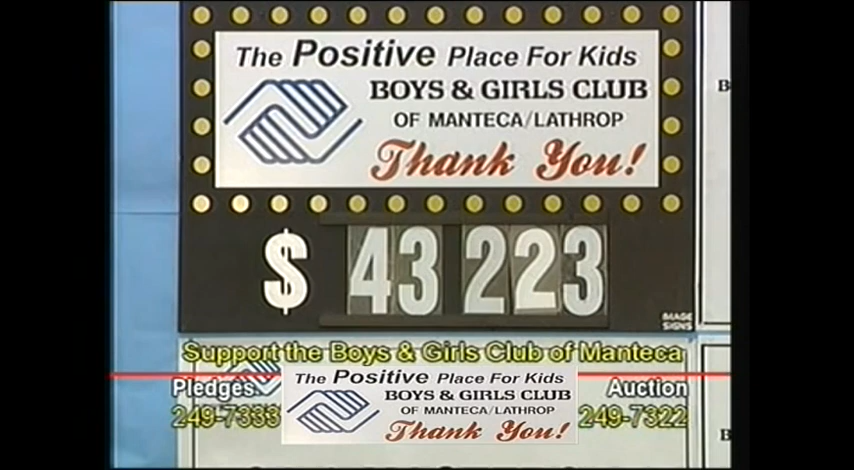 The Positive Place For Kids
BOYS & GIRLS CLUB
OF MANTECA/LATHROP
Thank You!
$ 43 223
IMAGE
SIGNS
B
Support the Boys & Girls Club of Manteca
Pledges
Auction
249-7333
249-7322
The Positive Place For Kids
BOYS & GIRLS CLUB
OF MANTECA/LATHROP
Thank You!
B